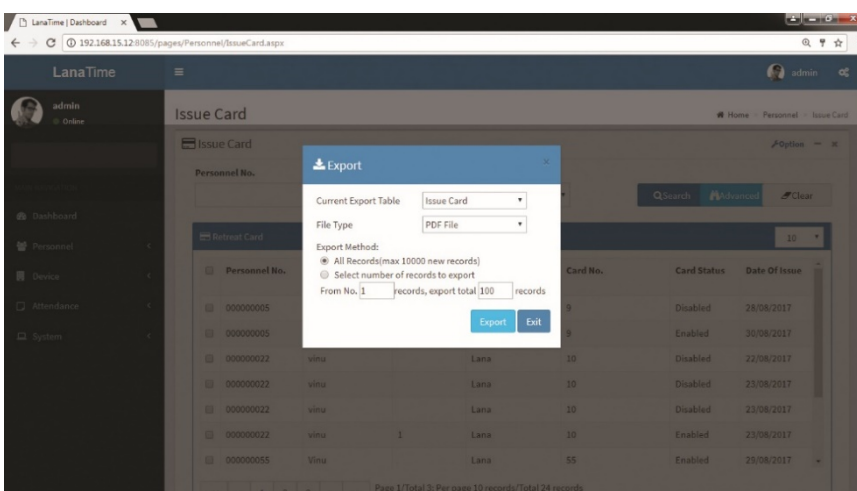 LanaTime | Dashboard
192.168.15.12:8085/pages/Personnel/IssueCard.aspx
LanaTime
admin
admin
Online
Issue Card
Home
Personnel
Issue Card
Issue Card
Option
Personnel No.
Search
Advanced
Clear
Dashboard
Personnel
Device
Attendance
System
Retreat Card
10
Export
Current Export Table Issue Card
File Type PDF File
Export Method:
All Records(max 10000 new records)
Select number of records to export
From No. 1 records, export total 100 records
Export Exit
Personnel No. Card No. Card Status Date Of Issue
000000005 9 Disabled 28/08/2017
000000005 9 Enabled 30/08/2017
000000022 vinu Lana 10 Disabled 22/08/2017
000000022 vinu Lana 10 Disabled 23/08/2017
000000022 vinu Lana 10 Disabled 23/08/2017
000000022 vinu 1 Lana 10 Enabled 23/08/2017
000000055 Vinu Lana 55 Enabled 29/08/2017
Page 1/Total 3: Per page 10 records/Total 24 records